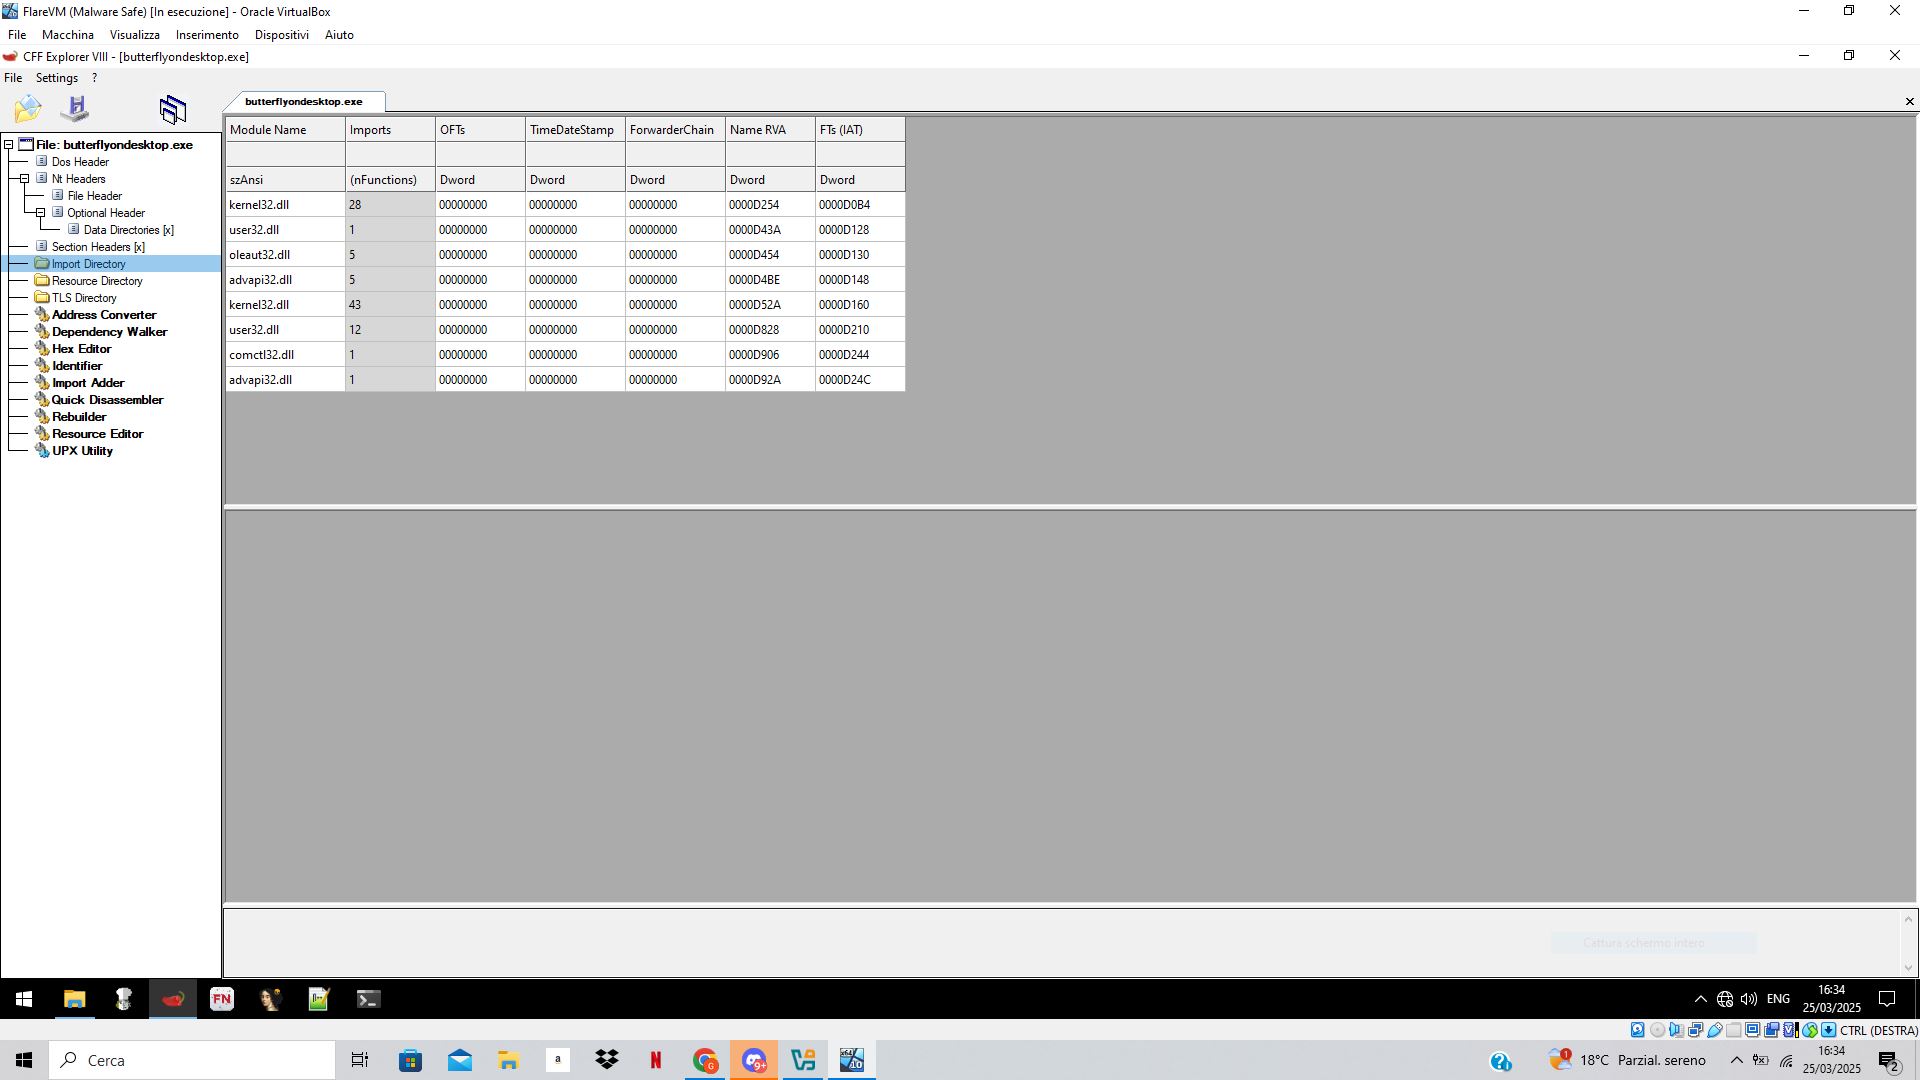 FlareVM (Malware Safe) [In esecuzione] - Oracle VirtualBox
File Macchina Visualizza Inserimento Dispositivi Aiuto
CFF Explorer VIII - [butterflyondesktop.exe]
File Settings ?
butterflyondesktop.exe
File: butterflyondesktop.exe
Dos Header
Nt Headers
File Header
Optional Header
Data Directories [x]
Section Headers [x]
Import Directory
Resource Directory
TLS Directory
Address Converter
Dependency Walker
Hex Editor
Identifier
Import Adder
Quick Disassembler
Rebuilder
Resource Editor
UPX Utility
Module Name Imports OFTs TimeDateStamp ForwarderChain Name RVA FTs (IAT)
szAnsi (nFunctions) Dword Dword Dword Dword Dword
kernel32.dll 28 00000000 00000000 00000000 0000D254 0000D0B4
user32.dll 1 00000000 00000000 00000000 0000D43A 0000D128
oleaut32.dll 5 00000000 00000000 00000000 0000D454 0000D130
advapi32.dll 5 00000000 00000000 00000000 0000D4BE 0000D148
kernel32.dll 43 00000000 00000000 00000000 0000D52A 0000D160
user32.dll 12 00000000 00000000 00000000 0000D828 0000D210
comctl32.dll 1 00000000 00000000 00000000 0000D906 0000D244
advapi32.dll 1 00000000 00000000 00000000 0000D92A 0000D24C
Cattura schermo intero
FN
ENG
16:34
25/03/2025
CTRL (DESTRA)
Cerca
a
N
G
9+
x64
10
1
18°C Parzial. sereno
16:34
25/03/2025
2